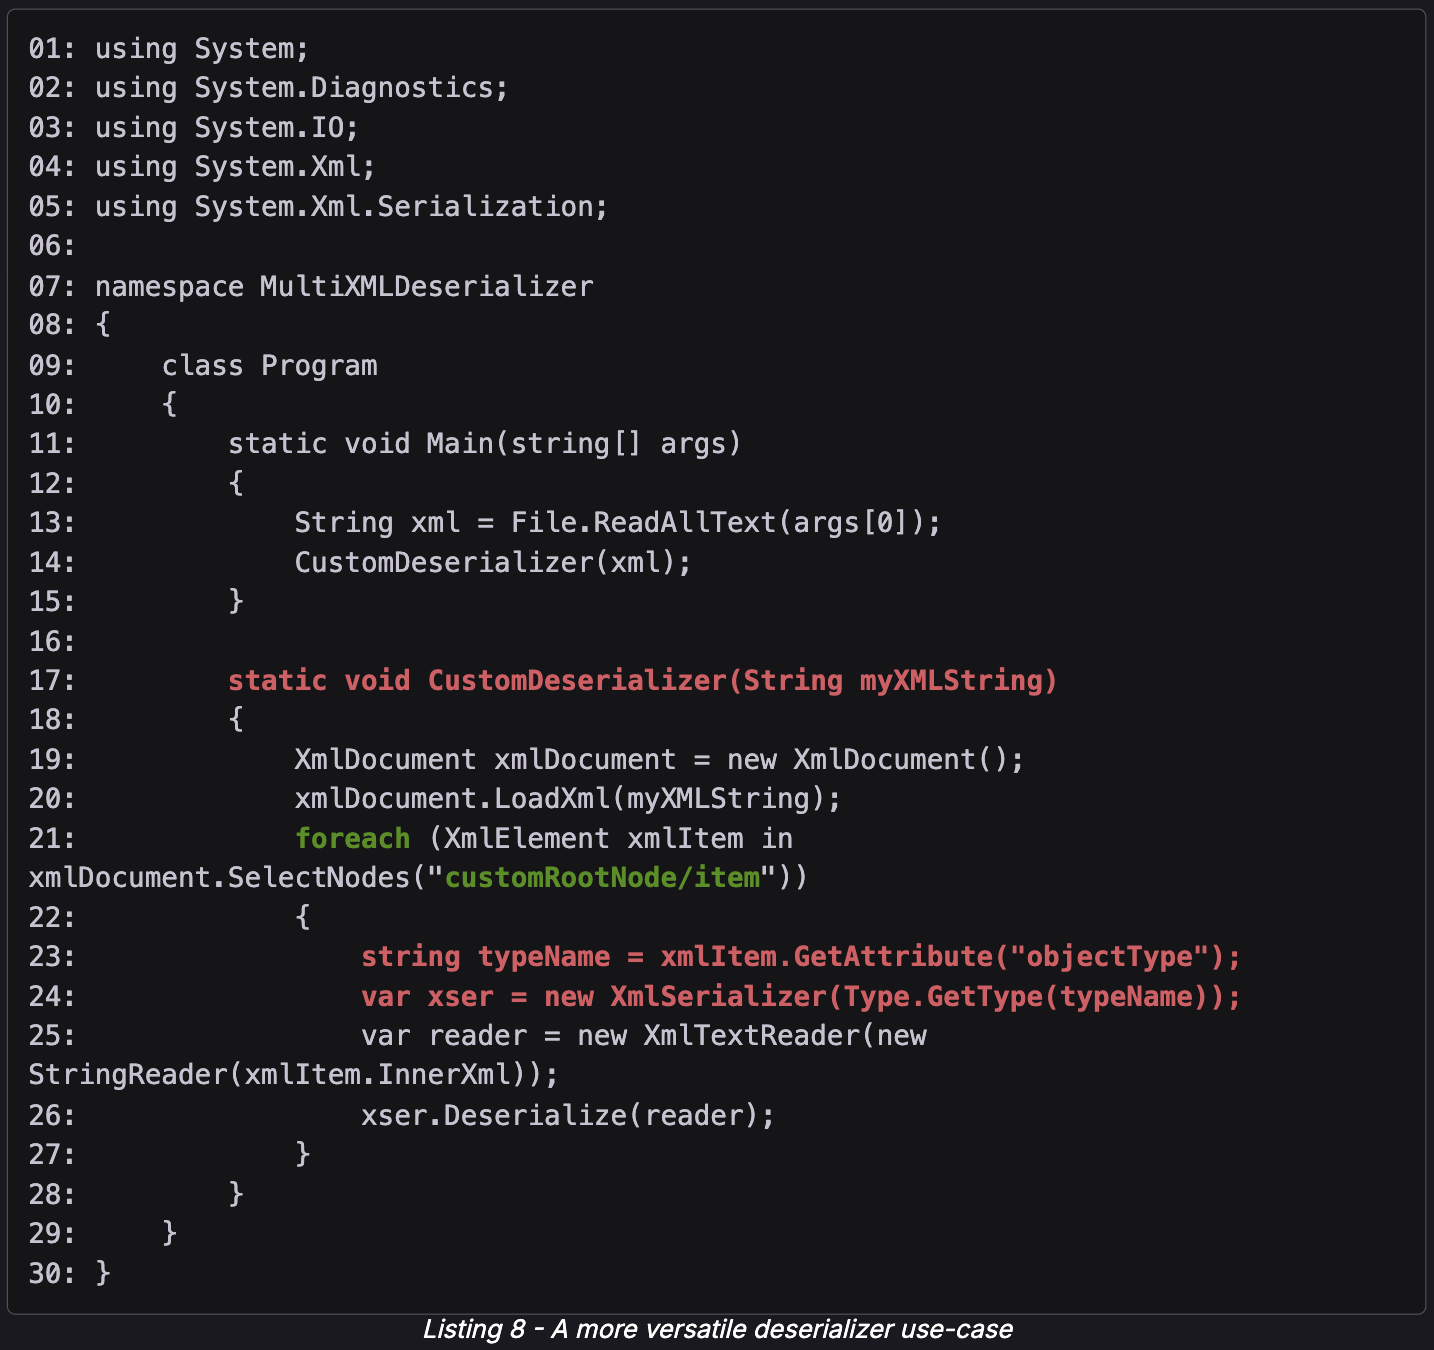 01: using System;
02: using System.Diagnostics;
03: using System.IO;
04: using System.Xml;
05: using System.Xml.Serialization;
06:
07: namespace MultiXMLDeserializer
08: {
09:     class Program
10:     {
11:         static void Main(string[] args)
12:         {
13:             String xml = File.ReadAllText(args[0]);
14:             CustomDeserializer(xml);
15:         }
16:
17:         static void CustomDeserializer(String myXMLString)
18:         {
19:             XmlDocument xmlDocument = new XmlDocument();
20:             xmlDocument.LoadXml(myXMLString);
21:             foreach (XmlElement xmlItem in
xmlDocument.SelectNodes("customRootNode/item"))
22:             {
23:                 string typeName = xmlItem.GetAttribute("objectType");
24:                 var xser = new XmlSerializer(Type.GetType(typeName));
25:                 var reader = new XmlTextReader(new
StringReader(xmlItem.InnerXml));
26:                 xser.Deserialize(reader);
27:             }
28:         }
29:     }
30: }
Listing 8 - A more versatile deserializer use-case